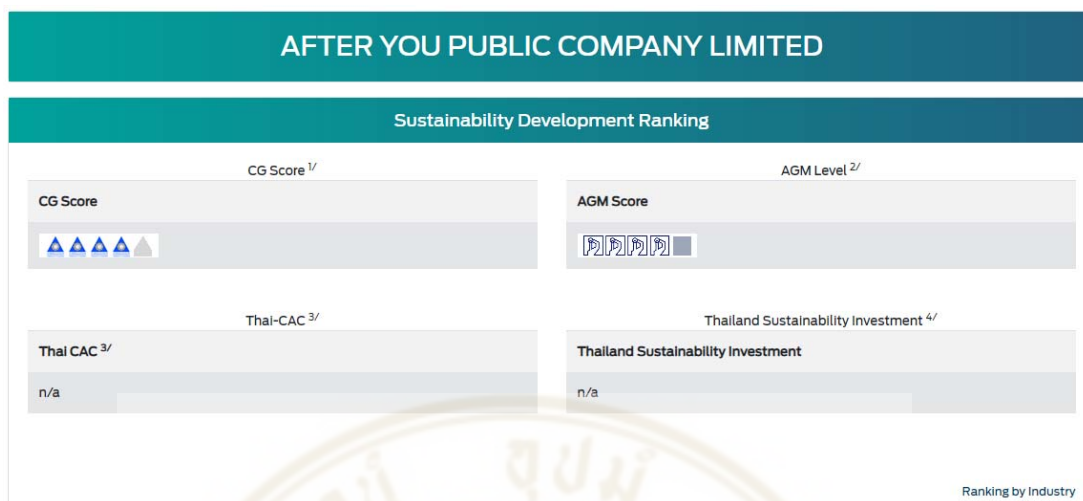 AFTER YOU PUBLIC COMPANY LIMITED
Sustainability Development Ranking
CG Score 1/
AGM Level 2/
CG Score
AGM Score
Thai-CAC 3/
Thailand Sustainability Investment 4/
Thai CAC 3/
Thailand Sustainability Investment
n/a
n/a
Ranking by Industry